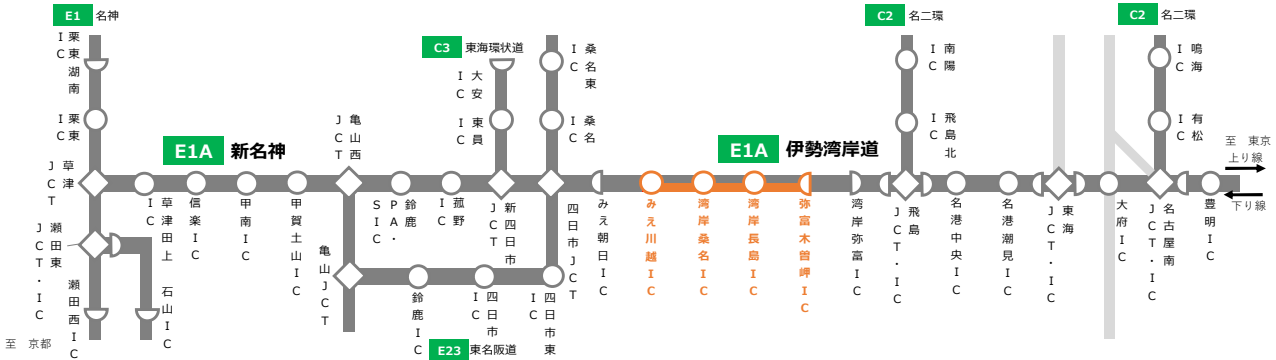 E1 名神
栗東湖南IC
栗東IC
草津JCT
瀬田東JCT・IC
瀬田西IC
至 京都
E1A 新名神
草津田上IC
石山IC
信楽IC
甲南IC
甲賀土山IC
亀山西JCT
亀山JCT
鈴鹿PA・SIC
菰野IC
C3 東海環状道
大安IC
東員IC
新四日市JCT
桑名東IC
桑名IC
四日市JCT
鈴鹿IC
四日市IC
四日市東IC
E23 東名阪道
E1A 伊勢湾岸道
みえ朝日IC
みえ川越IC
湾岸桑名IC
湾岸長島IC
弥富木曽岬IC
湾岸弥富IC
C2 名二環
南陽IC
飛島北IC
飛島JCT・IC
名港中央IC
名港潮見IC
東海JCT・IC
大府IC
C2 名二環
鳴海IC
有松IC
名古屋南JCT・IC
豊明IC
至 東京
上り線
下り線